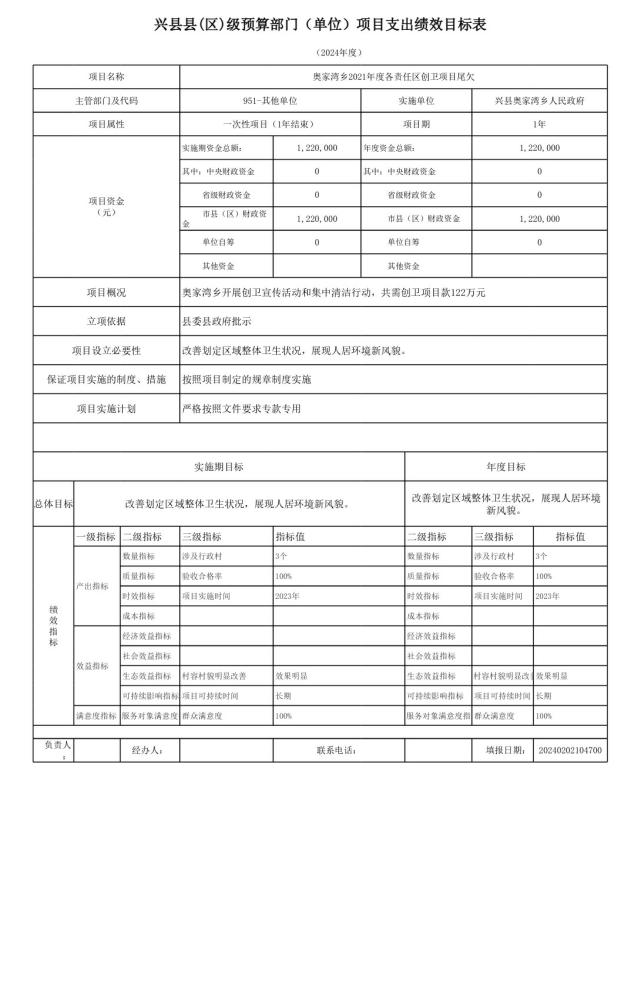 兴县县(区)级预算部门（单位）项目支出绩效目标表
（2024年度）
项目名称 奥家湾乡2021年度各责任区创卫项目尾欠
主管部门及代码 951-其他单位 实施单位 兴县奥家湾乡人民政府
项目属性 一次性项目（1年结束） 项目期 1年
项目资金
（元）
实施期资金总额: 1,220,000 年度资金总额: 1,220,000
其中: 中央财政资金 0 其中: 中央财政资金 0
省级财政资金 0 省级财政资金 0
市县（区）财政资
金 1,220,000 市县（区）财政资金 1,220,000
单位自筹 0 单位自筹 0
其他资金 其他资金
项目概况 奥家湾乡开展创卫宣传活动和集中清洁行动，共需创卫项目款122万元
立项依据 县委县政府批示
项目设立必要性 改善划定区域整体卫生状况，展现人居环境新风貌。
保证项目实施的制度、措施 按照项目制定的规章制度实施
项目实施计划 严格按照文件要求专款专用
实施期目标 年度目标
总体目标 改善划定区域整体卫生状况，展现人居环境新风貌。 改善划定区域整体卫生状况，展现人居环境
新风貌。
绩效指标
一级指标 二级指标 三级指标 指标值 二级指标 三级指标 指标值
产出指标 数量指标 涉及行政村 3个 数量指标 涉及行政村 3个
质量指标 验收合格率 100% 质量指标 验收合格率 100%
时效指标 项目实施时间 2023年 时效指标 项目实施时间 2023年
成本指标 成本指标
效益指标 经济效益指标 经济效益指标
社会效益指标 社会效益指标
生态效益指标 村容村貌明显改善 效果明显 生态效益指标 村容村貌明显改 效果明显
可持续影响指标 项目可持续时间 长期 可持续影响指标 项目可持续时间 长期
满意度指标 服务对象满意度 群众满意度 100% 服务对象满意度指 群众满意度 100%
负责人
: 经办人: 联系电话: 填报日期: 20240202104700